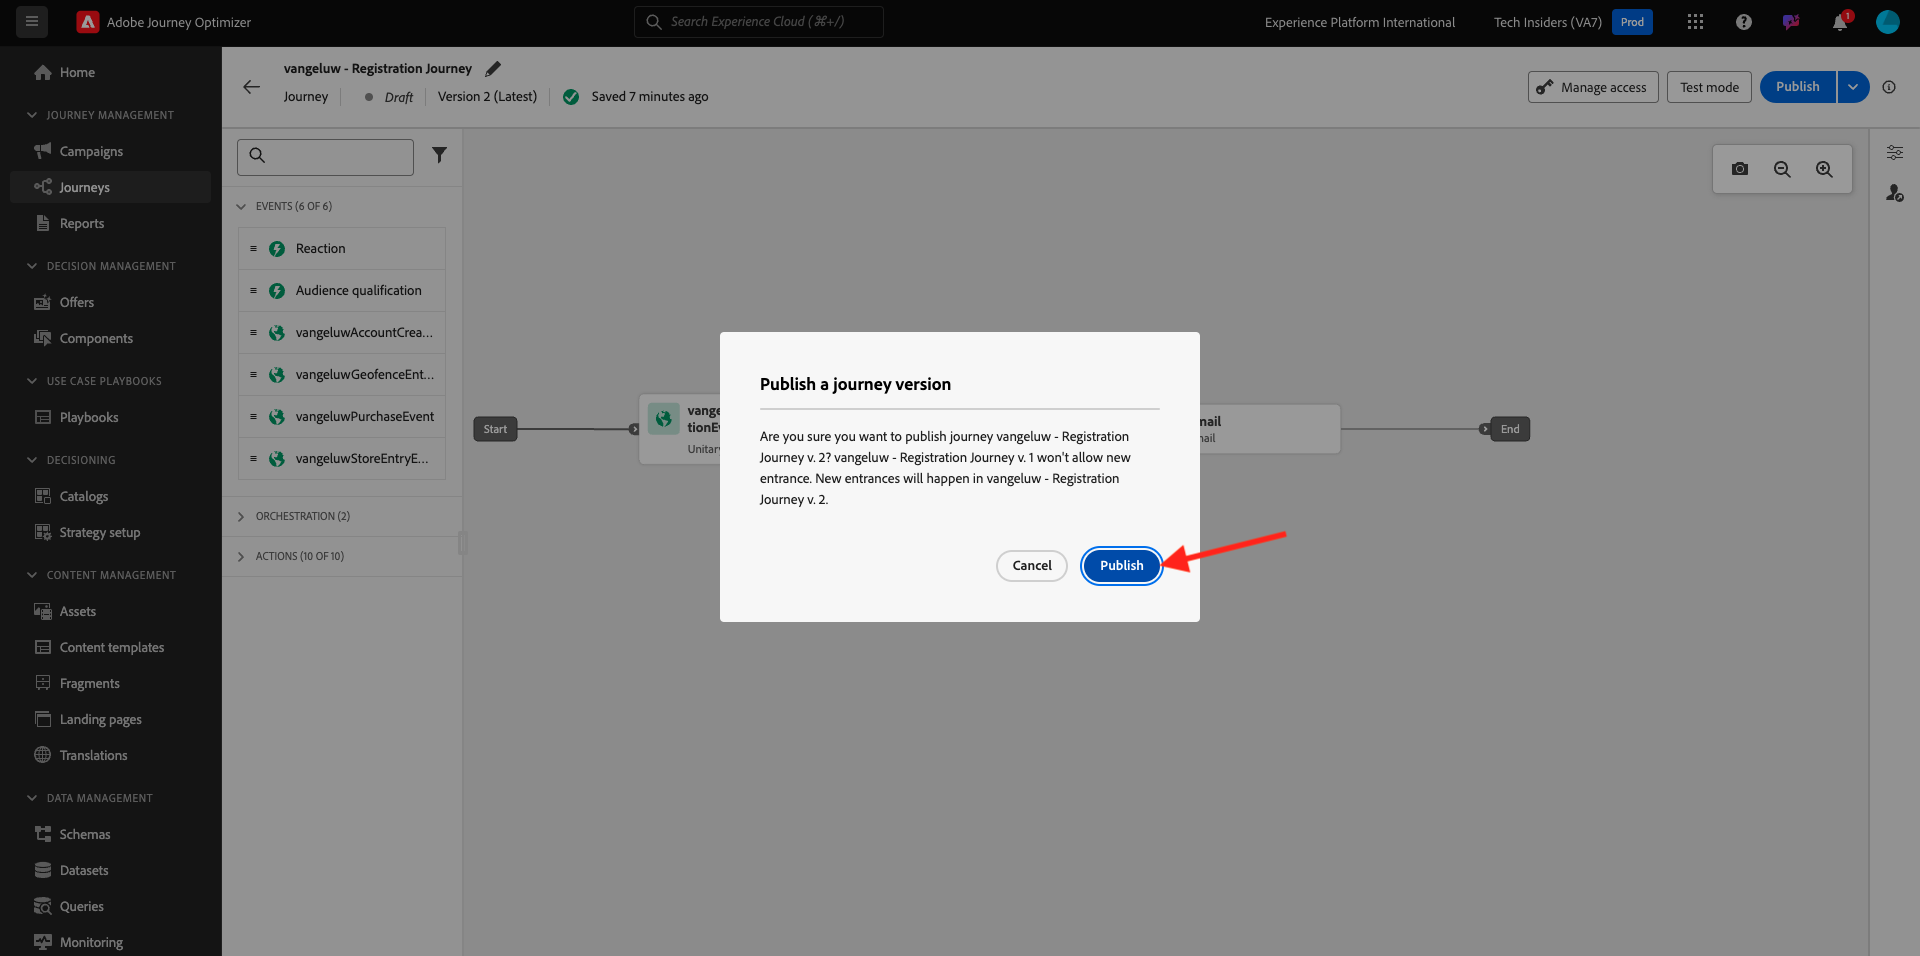 Adobe Journey Optimizer
Search Experience Cloud (⌘+/)
Experience Platform International
Tech Insiders (VA7)
Prod
1
Home
JOURNEY MANAGEMENT
Campaigns
Journeys
Reports
DECISION MANAGEMENT
Offers
Components
USE CASE PLAYBOOKS
Playbooks
DECISIONING
Catalogs
Strategy setup
CONTENT MANAGEMENT
Assets
Content templates
Fragments
Landing pages
Translations
DATA MANAGEMENT
Schemas
Datasets
Queries
Monitoring
vangeluw - Registration Journey
Journey
Draft
Version 2 (Latest)
Saved 7 minutes ago
Manage access
Test mode
Publish
EVENTS (6 OF 6)
Reaction
Audience qualification
vangeluwAccountCrea...
vangeluwGeofenceEnt...
vangeluwPurchaseEvent
vangeluwStoreEntryE...
ORCHESTRATION (2)
ACTIONS (10 OF 10)
Start
vange
tionEv
Unitary
mail
mail
End
Publish a journey version
Are you sure you want to publish journey vangeluw - Registration
Journey v. 2? vangeluw - Registration Journey v. 1 won't allow new
entrance. New entrances will happen in vangeluw - Registration
Journey v. 2.
Cancel
Publish